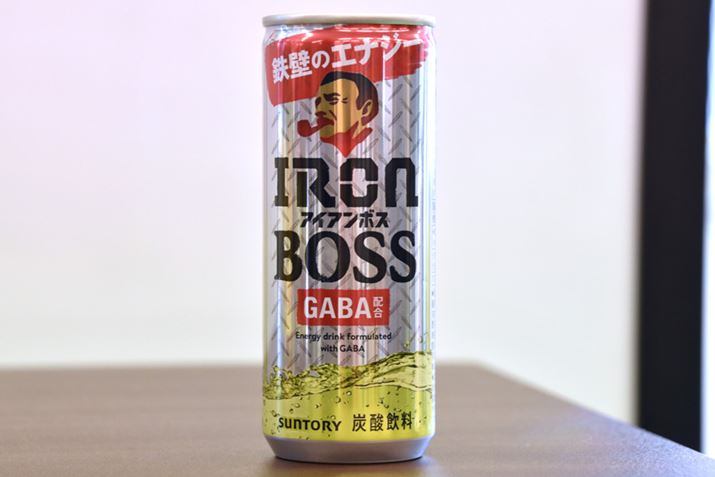 鉄壁のエナジー
IRON
アイアンボス
BOSS
GABA配合
Energy drink formulated
with GABA
SUNTORY 炭酸飲料